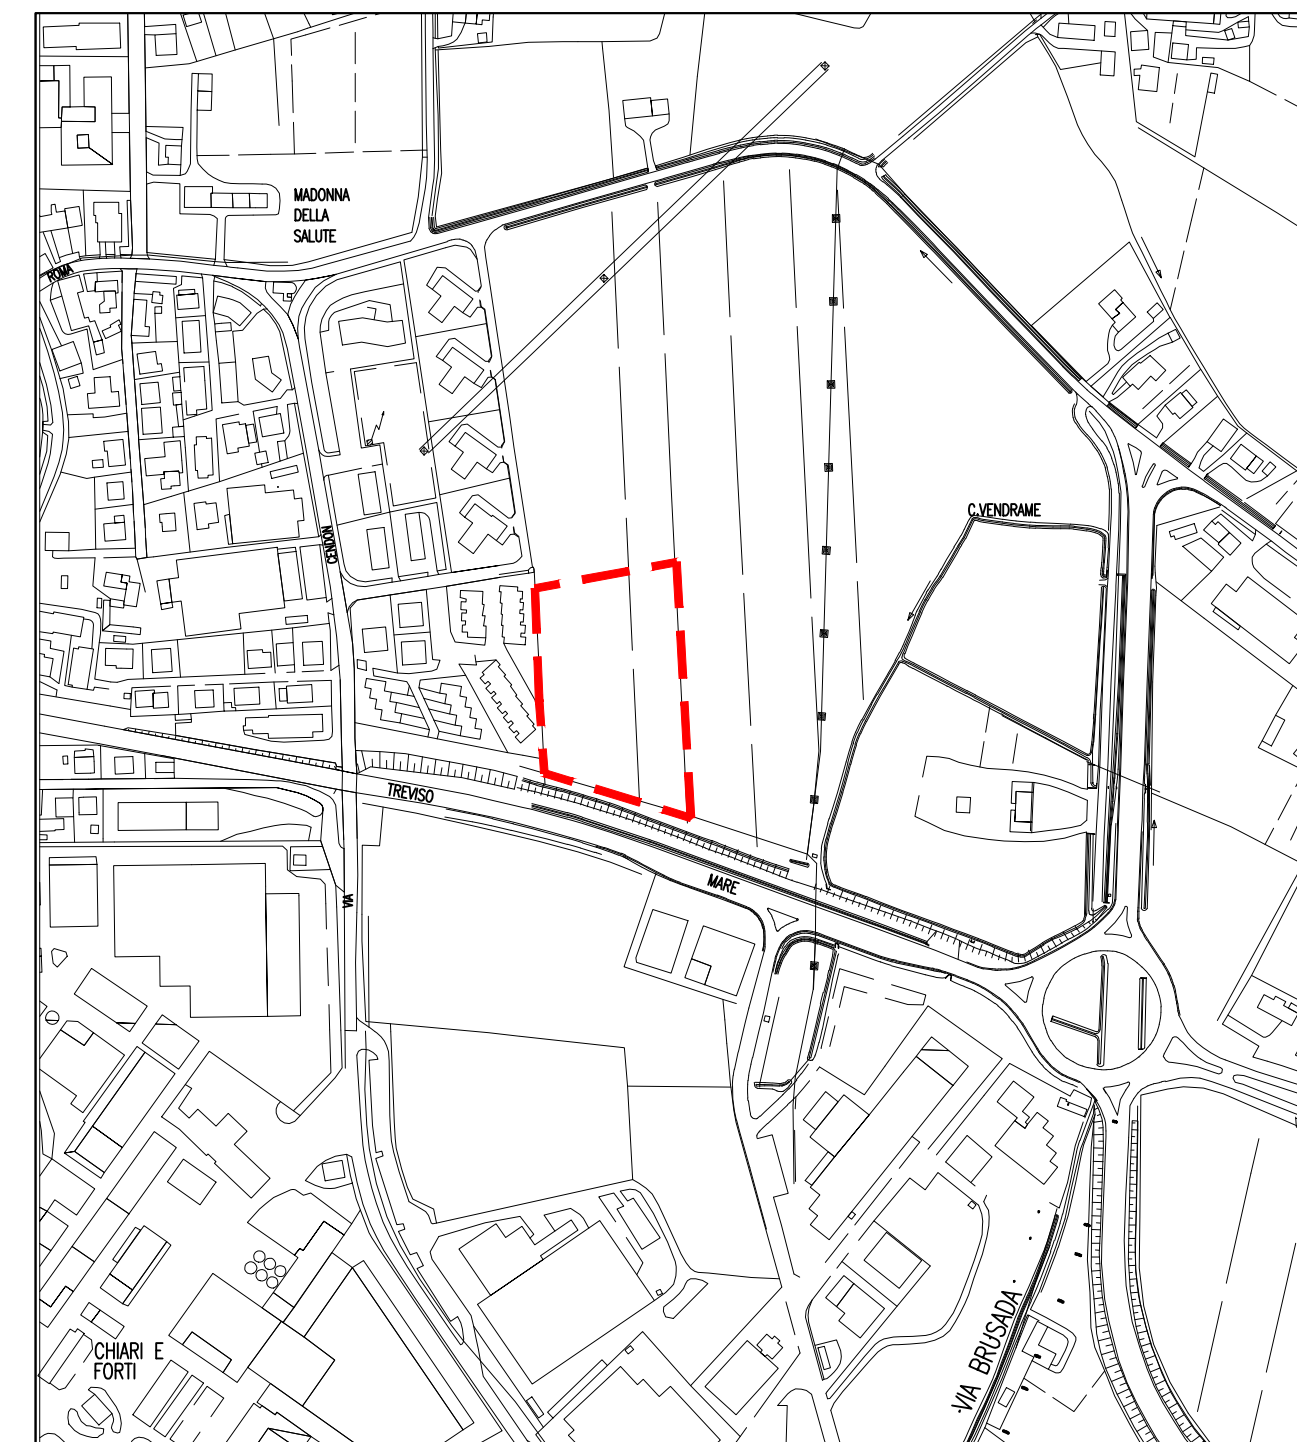 MADONNA
DELLA
SALUTE
ROMA
C.VENDRAME
CENDON
TREVISO
MARE
VIA
VIA BRUSADA
CHIARI E
FORTI